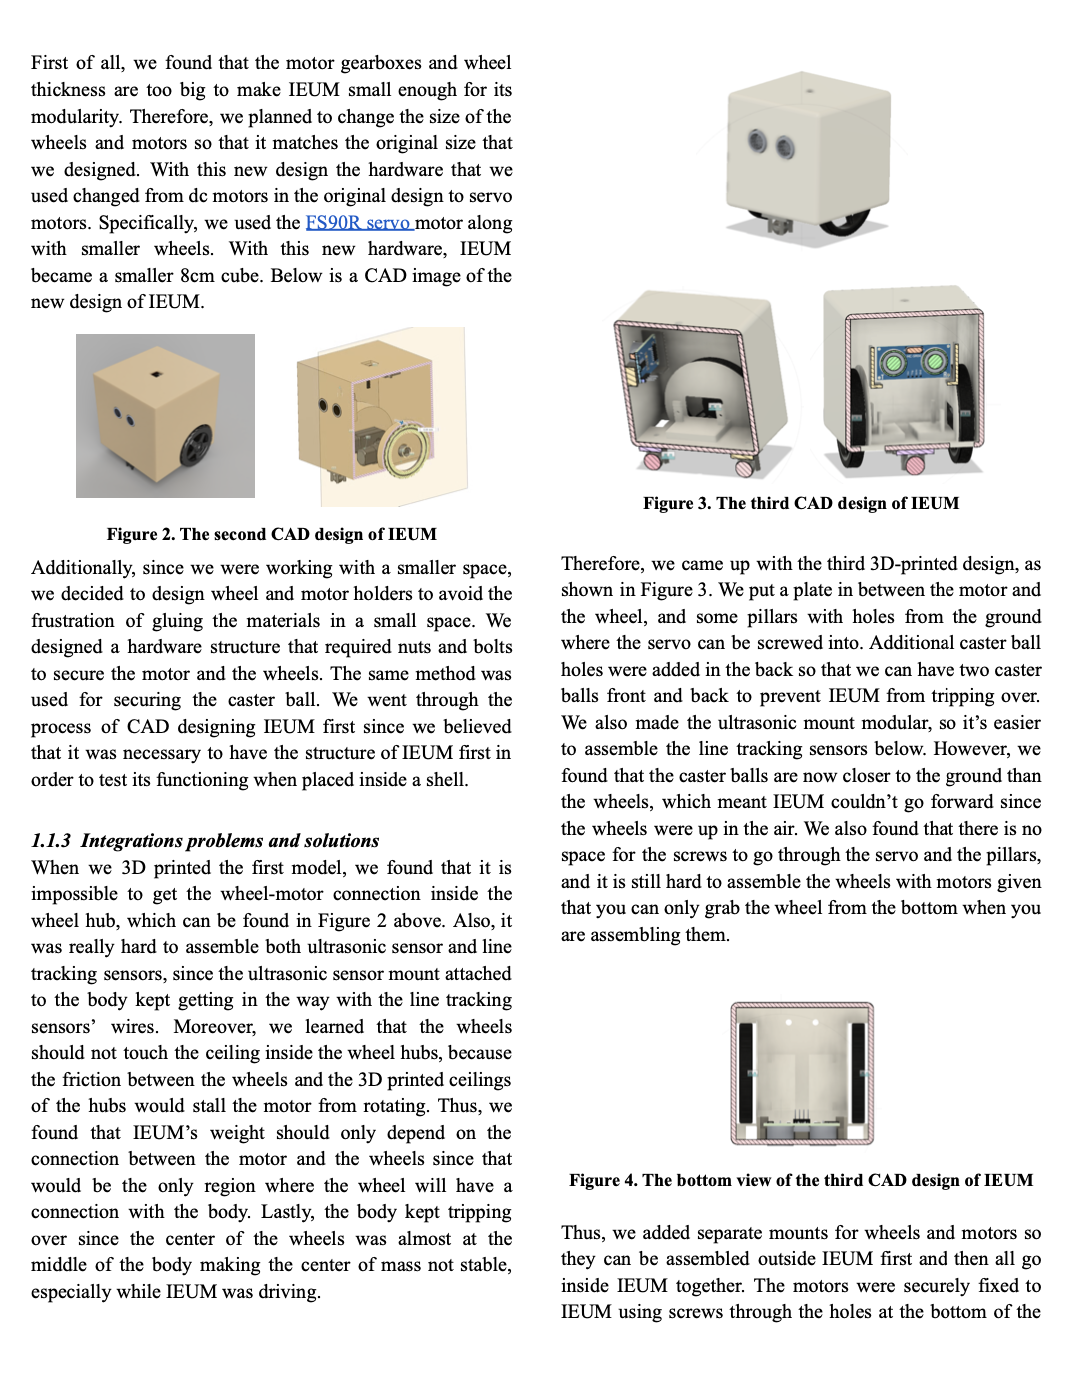 First of all, we found that the motor gearboxes and wheel
thickness are too big to make IEUM small enough for its
modularity. Therefore, we planned to change the size of the
wheels and motors so that it matches the original size that
we designed. With this new design the hardware that we
used changed from dc motors in the original design to servo
motors. Specifically, we used the FS90R servo motor along
with smaller wheels. With this new hardware, IEUM
became a smaller 8cm cube. Below is a CAD image of the
new design of IEUM.
Figure 2. The second CAD design of IEUM
Additionally, since we were working with a smaller space,
we decided to design wheel and motor holders to avoid the
frustration of gluing the materials in a small space. We
designed a hardware structure that required nuts and bolts
to secure the motor and the wheels. The same method was
used for securing the caster ball. We went through the
process of CAD designing IEUM first since we believed
that it was necessary to have the structure of IEUM first in
order to test its functioning when placed inside a shell.
1.1.3 Integrations problems and solutions
When we 3D printed the first model, we found that it is
impossible to get the wheel-motor connection inside the
wheel hub, which can be found in Figure 2 above. Also, it
was really hard to assemble both ultrasonic sensor and line
tracking sensors, since the ultrasonic sensor mount attached
to the body kept getting in the way with the line tracking
sensors' wires. Moreover, we learned that the wheels
should not touch the ceiling inside the wheel hubs, because
the friction between the wheels and the 3D printed ceilings
of the hubs would stall the motor from rotating. Thus, we
found that IEUM's weight should only depend on the
connection between the motor and the wheels since that
would be the only region where the wheel will have a
connection with the body. Lastly, the body kept tripping
over since the center of the wheels was almost at the
middle of the body making the center of mass not stable,
especially while IEUM was driving.
Figure 3. The third CAD design of IEUM
Therefore, we came up with the third 3D-printed design, as
shown in Figure 3. We put a plate in between the motor and
the wheel, and some pillars with holes from the ground
where the servo can be screwed into. Additional caster ball
holes were added in the back so that we can have two caster
balls front and back to prevent IEUM from tripping over.
We also made the ultrasonic mount modular, so it's easier
to assemble the line tracking sensors below. However, we
found that the caster balls are now closer to the ground than
the wheels, which meant IEUM couldn't go forward since
the wheels were up in the air. We also found that there is no
space for the screws to go through the servo and the pillars,
and it is still hard to assemble the wheels with motors given
that you can only grab the wheel from the bottom when you
are assembling them.
Figure 4. The bottom view of the third CAD design of IEUM
Thus, we added separate mounts for wheels and motors so
they can be assembled outside IEUM first and then all go
inside IEUM together. The motors were securely fixed to
IEUM using screws through the holes at the bottom of the